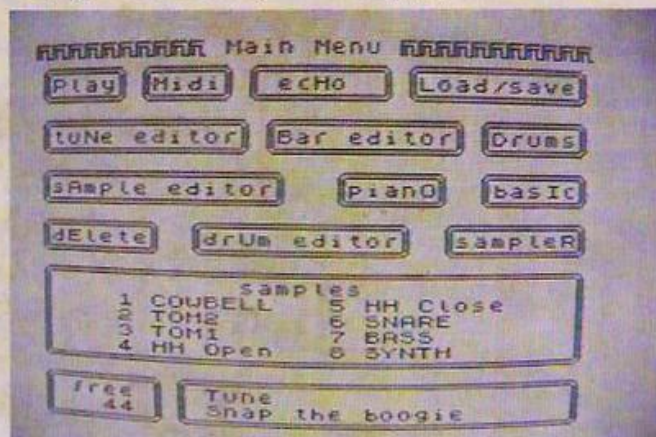 Main Menu
Play Midi ecHo Load/save
tuNe editor Bar editor Drums
sAmple editor pianO basIc
dElete drUm editor sampleR
samples
1 COWBELL 5 HH Close
2 TOM2 6 SNARE
3 TOM1 7 BASS
4 HH Open 8 SYNTH
free Tune
44 Snap the boogie